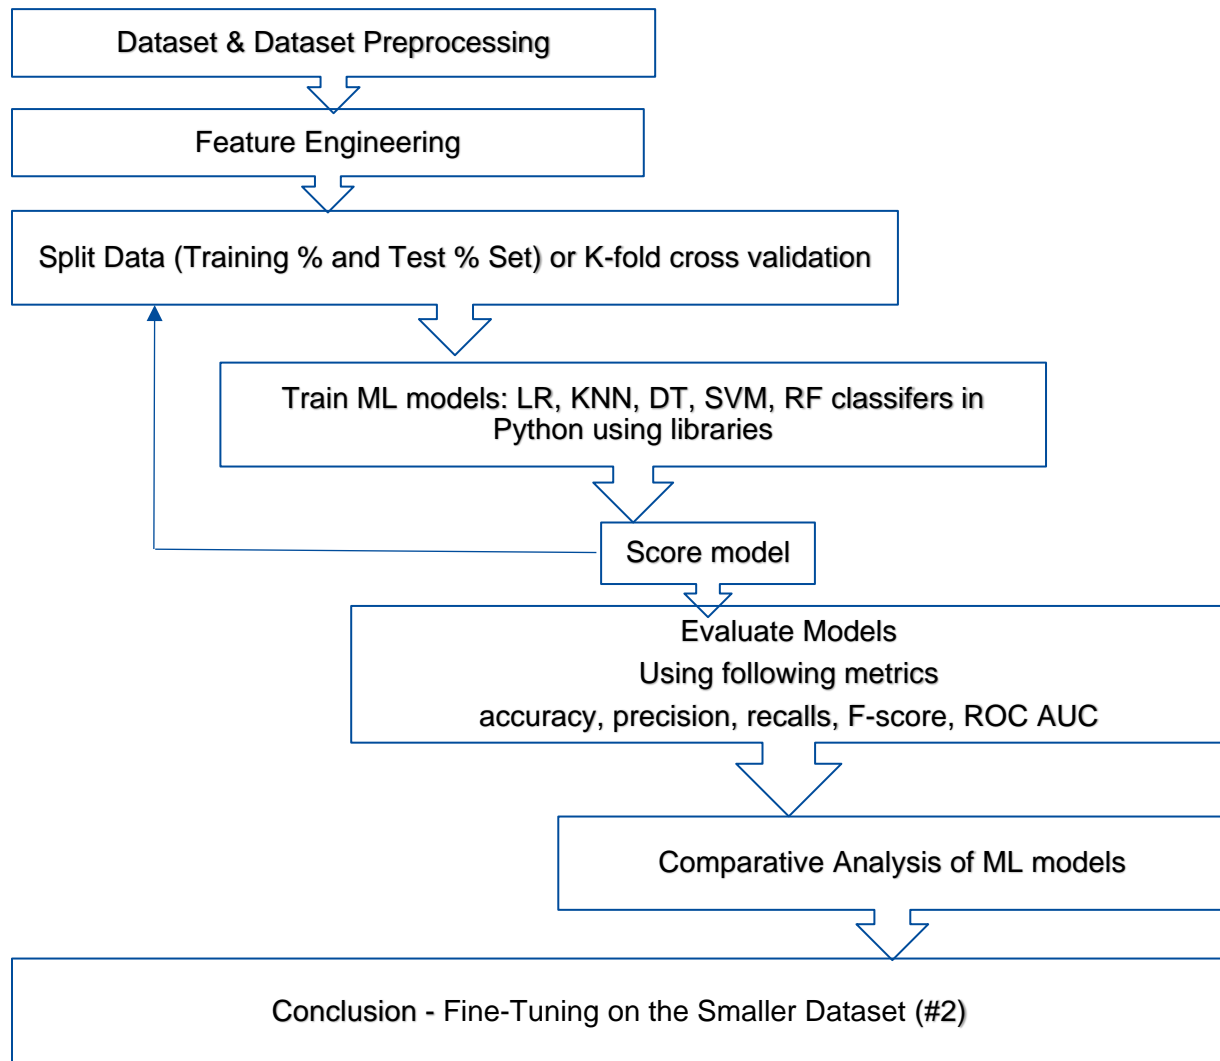 Dataset & Dataset Preprocessing
Feature Engineering
Split Data (Training % and Test % Set) or K-fold cross validation
Train ML models: LR, KNN, DT, SVM, RF classifers in
Python using libraries
Score model
Evaluate Models
Using following metrics
accuracy, precision, recalls, F-score, ROC AUC
Comparative Analysis of ML models
Conclusion - Fine-Tuning on the Smaller Dataset (#2)